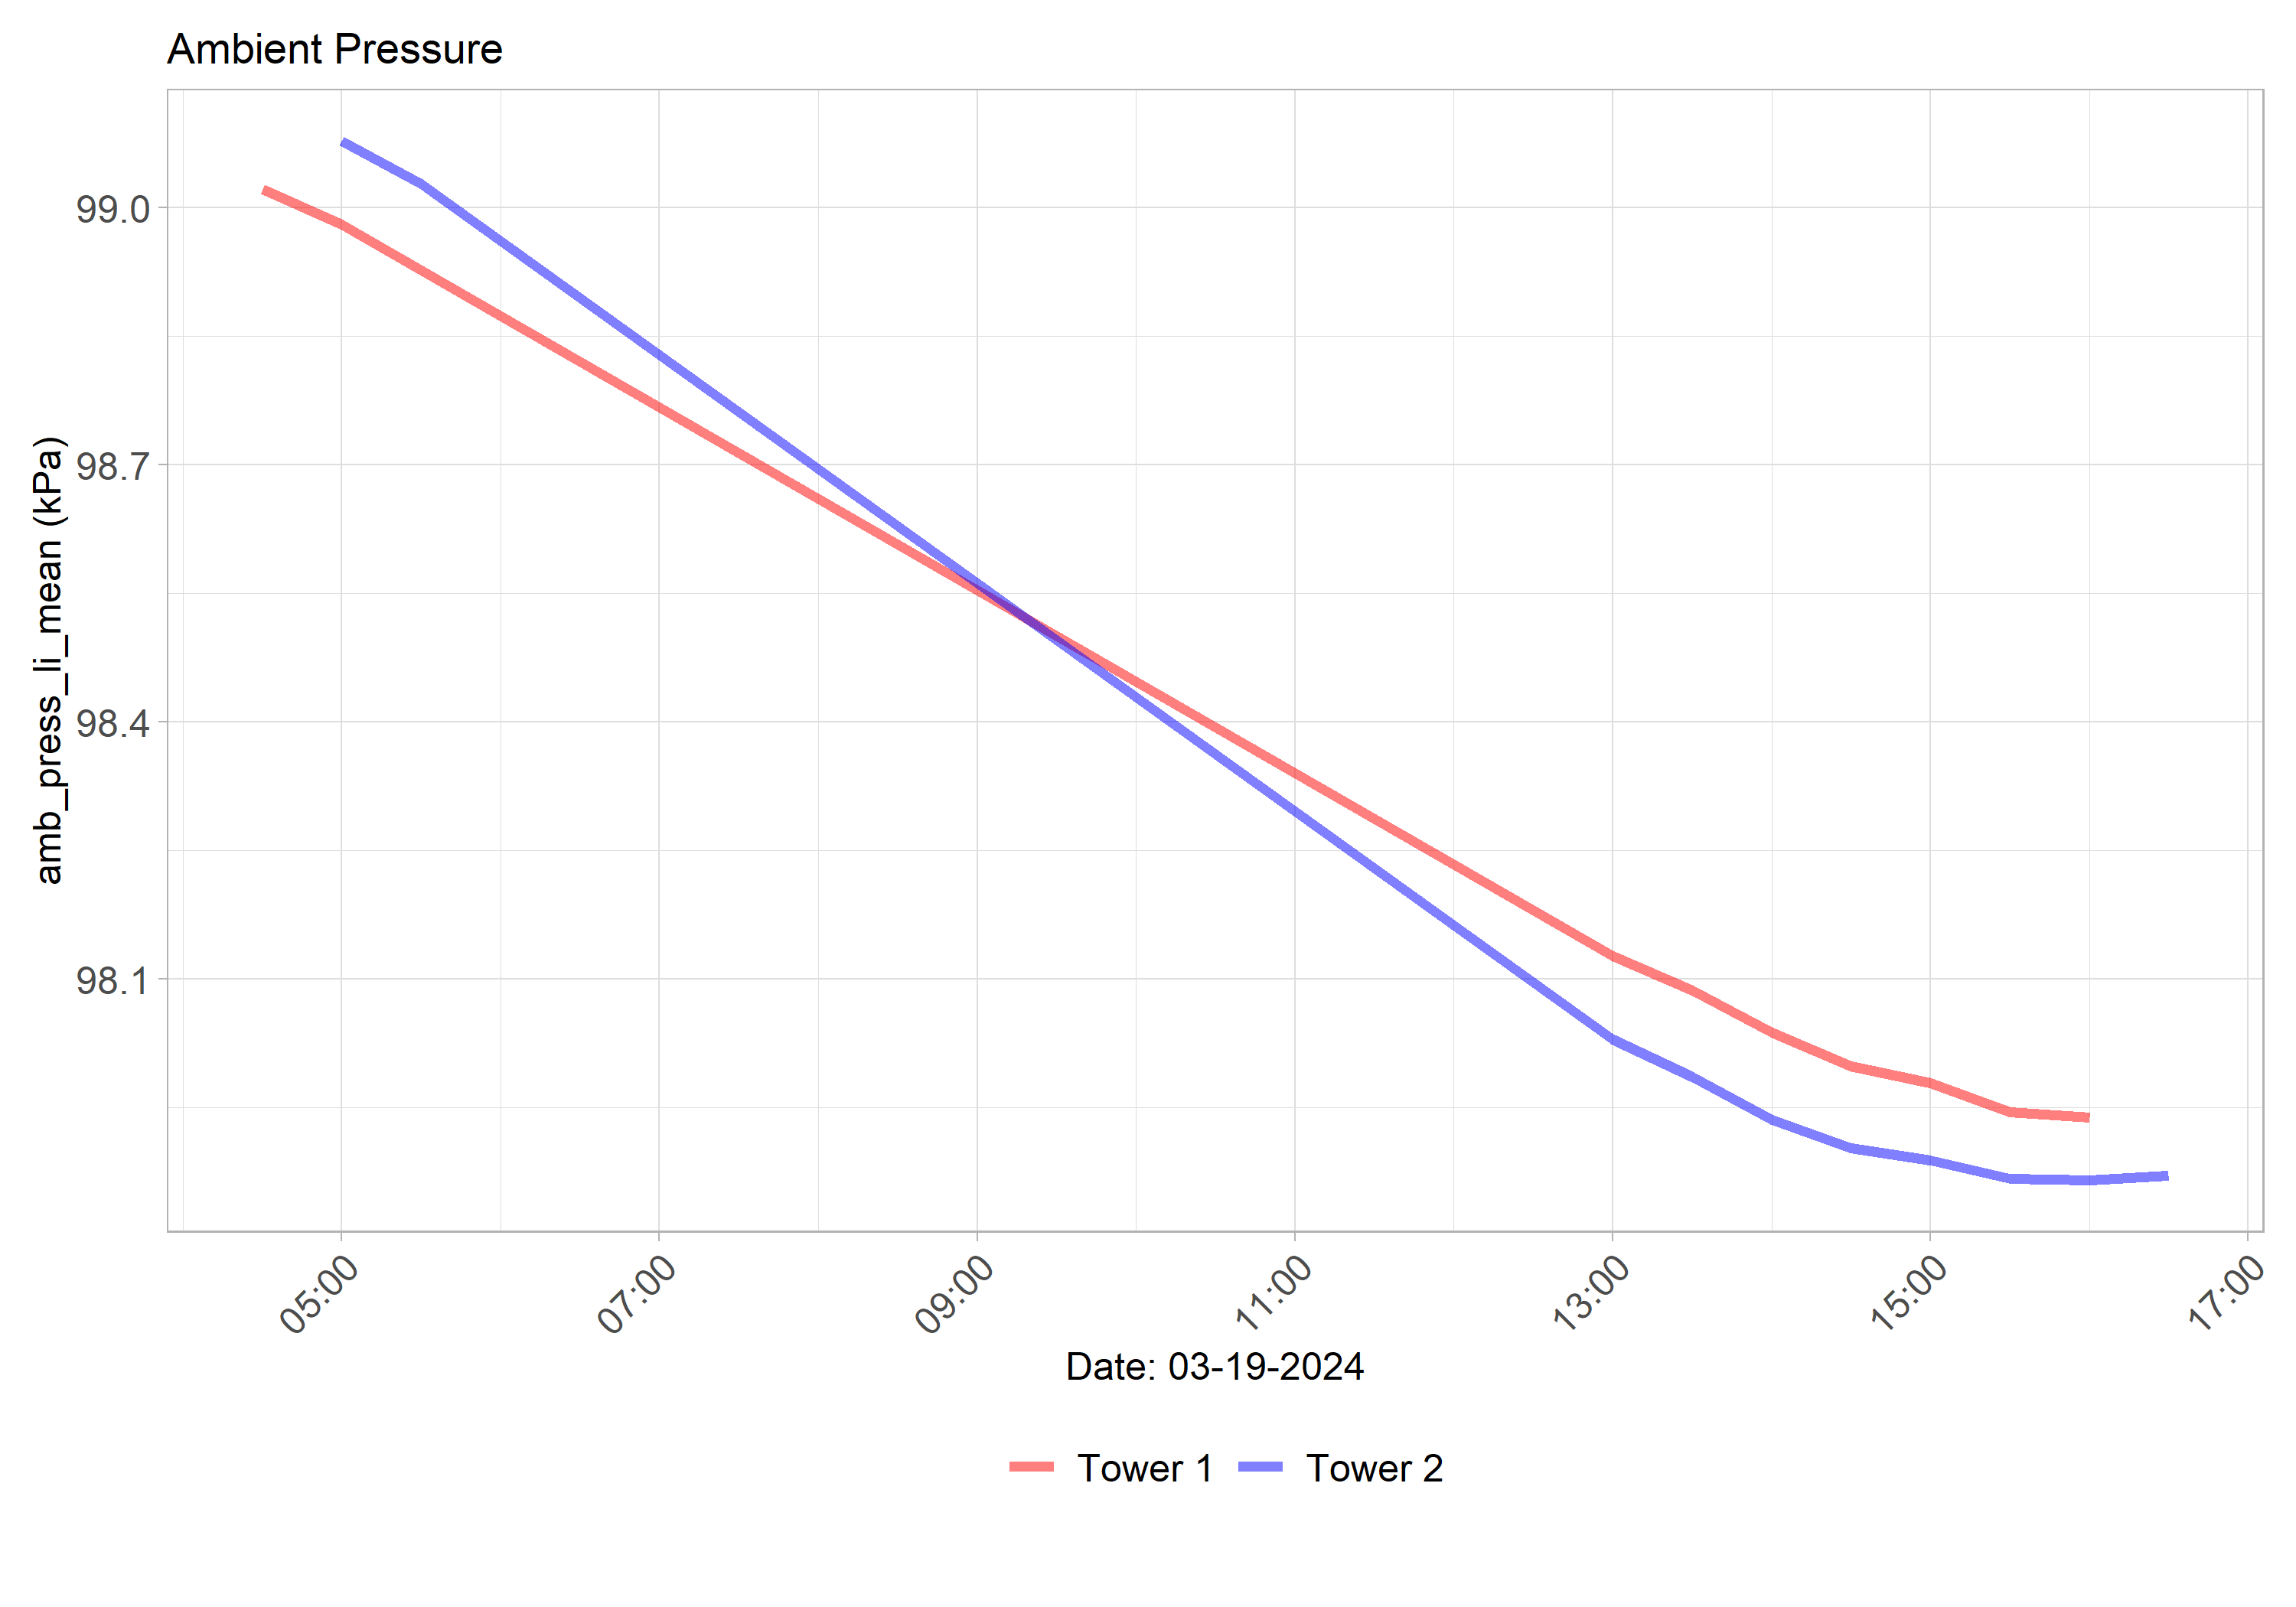 Ambient Pressure
amb_press_li_mean (kPa)
99.0
98.7
98.4
98.1
05:00
07:00
09:00
11:00
13:00
15:00
17:00
Date: 03-19-2024
Tower 1
Tower 2